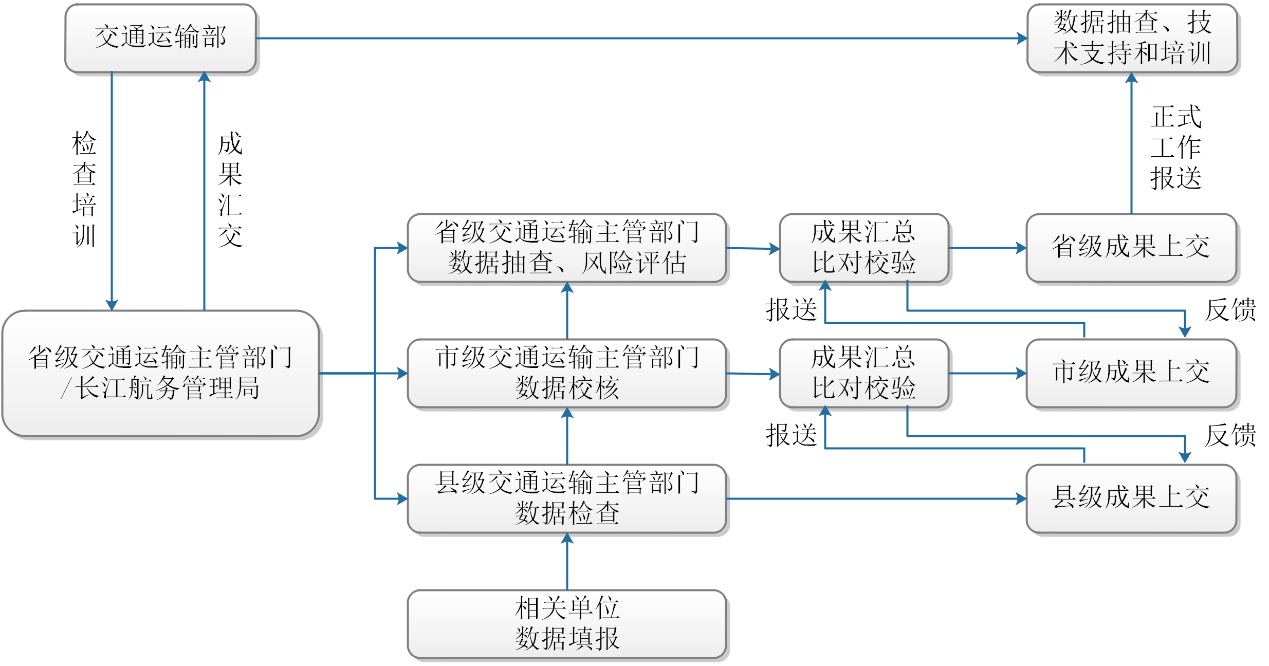 交通运输部
数据抽查、技
术支持和培训
检
查
培
训
成
果
汇
交
正式
工作
报送
省级交通运输主管部门
数据抽查、风险评估
成果汇总
比对校验
省级成果上交
报送
反馈
省级交通运输主管部门
/长江航务管理局
市级交通运输主管部门
数据校核
成果汇总
比对校验
市级成果上交
报送
反馈
县级交通运输主管部门
数据检查
县级成果上交
相关单位
数据填报